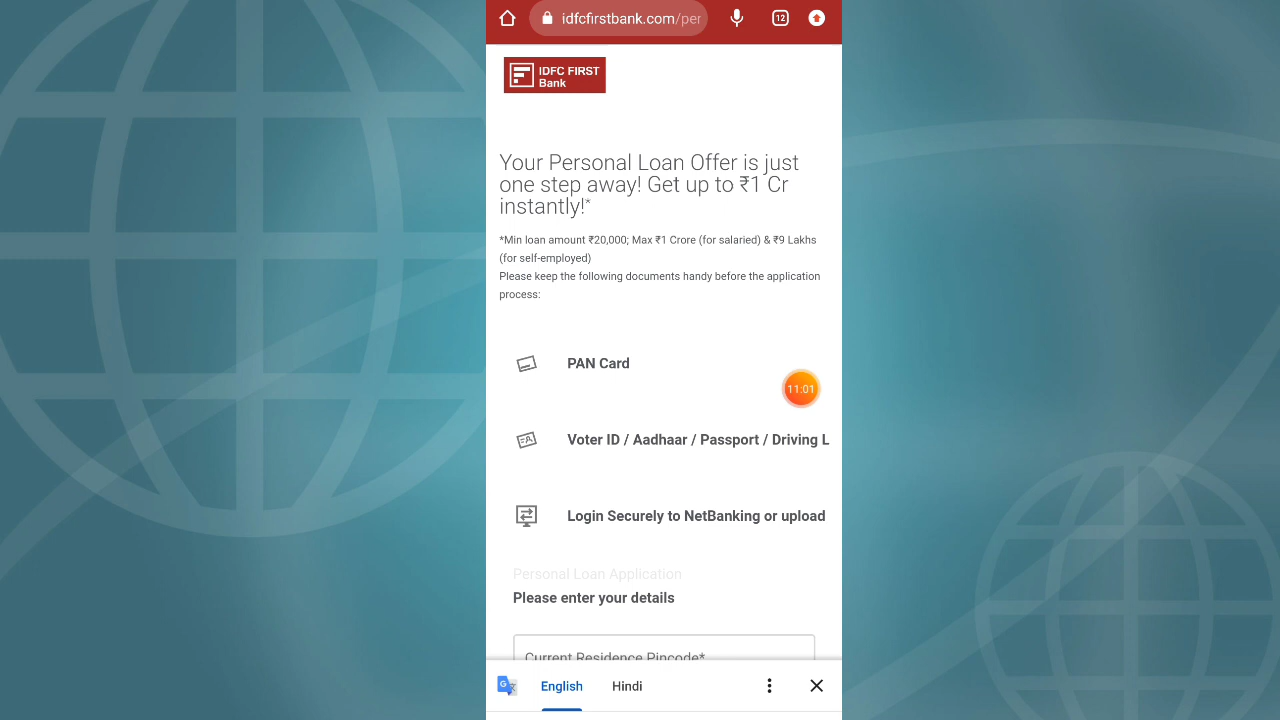 idfcfirstbank.com/per
12
IDFC FIRST
Bank
Your Personal Loan Offer is just
one step away! Get up to ₹1 Cr
instantly!*
*Min loan amount ₹20,000; Max ₹1 Crore (for salaried) & ₹9 Lakhs
(for self-employed)
Please keep the following documents handy before the application
process:
PAN Card
11:01
Voter ID / Aadhaar / Passport / Driving L
Login Securely to NetBanking or upload
Personal Loan Application
Please enter your details
Current Residence Pincode*
English Hindi